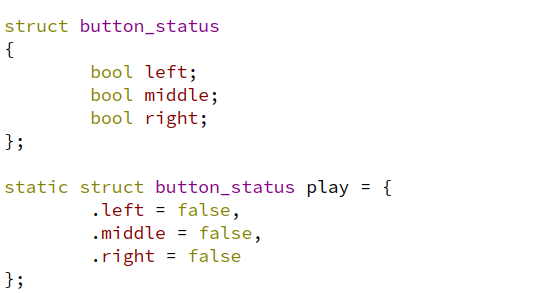 struct button_status
{
        bool left;
        bool middle;
        bool right;
};

static struct button_status play = {
        .left = false,
        .middle = false,
        .right = false
};